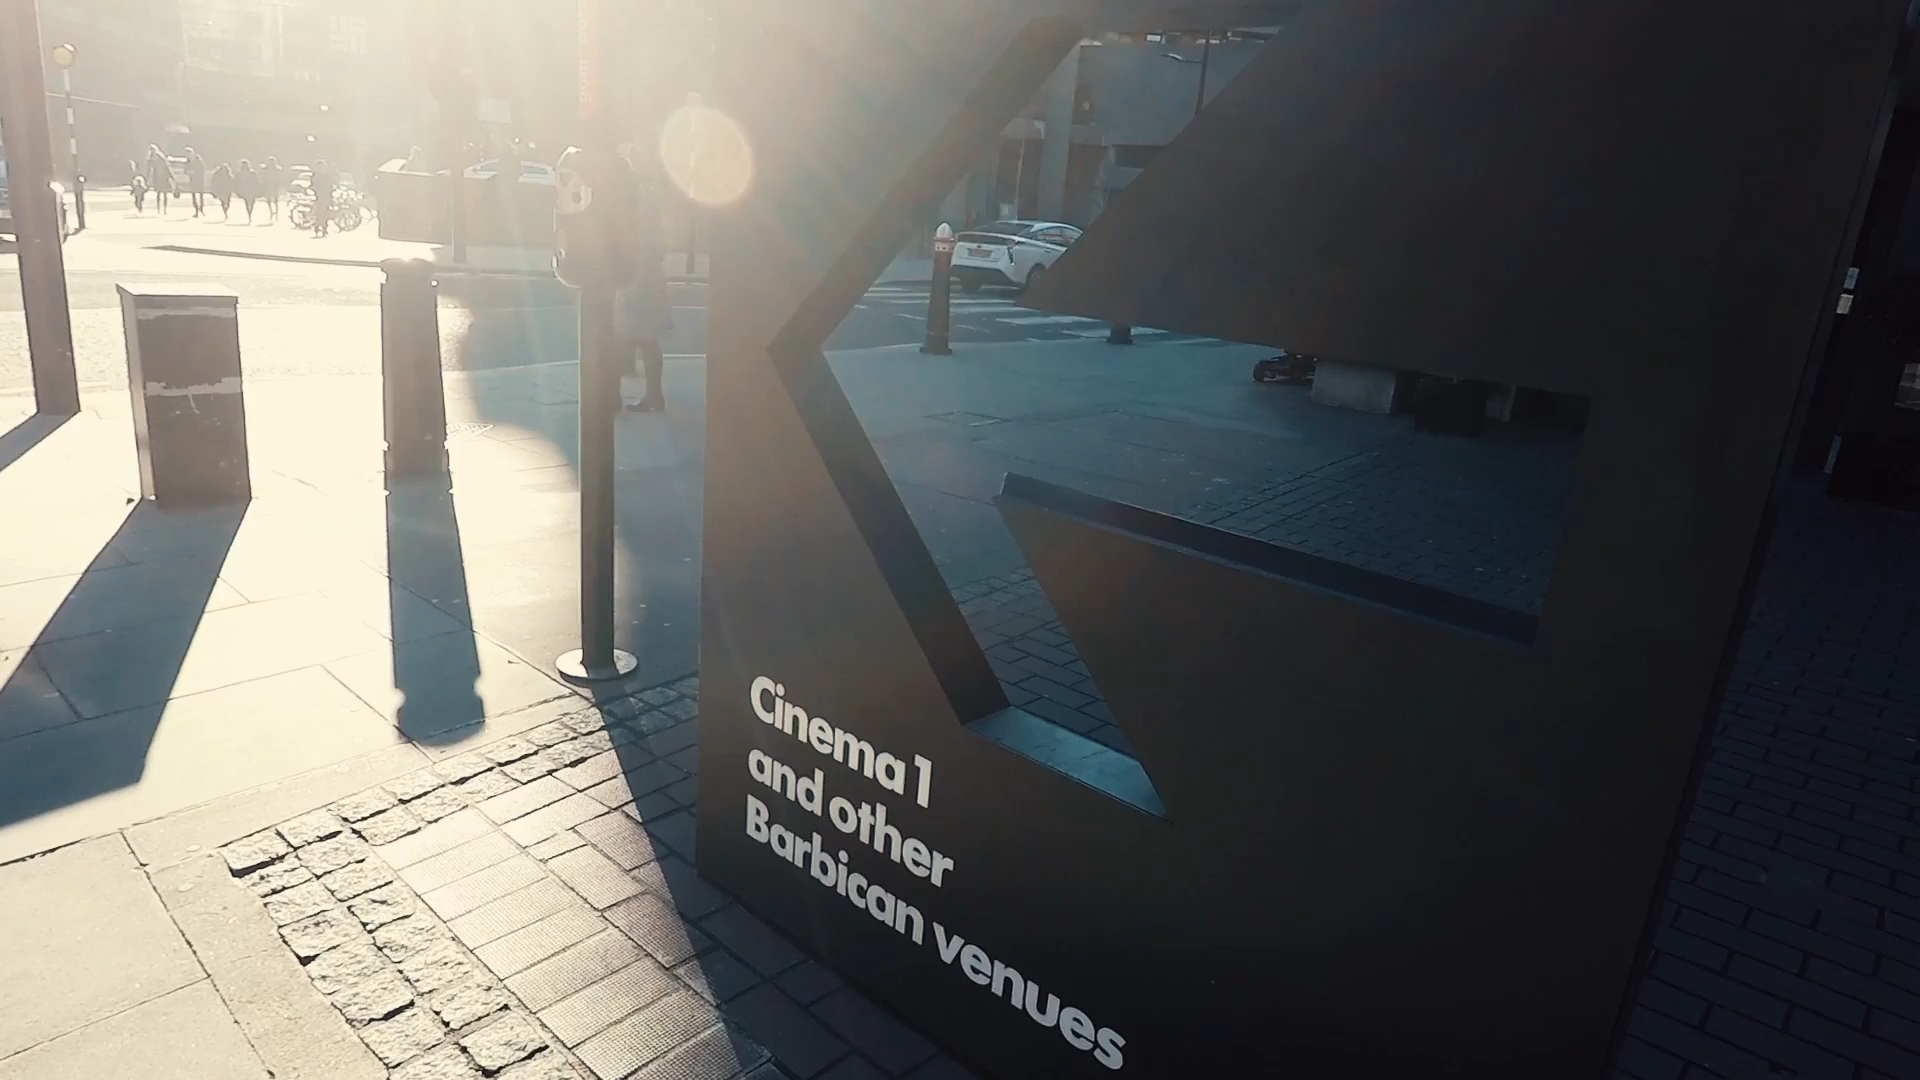 Cinema 1
and other
Barbican venues